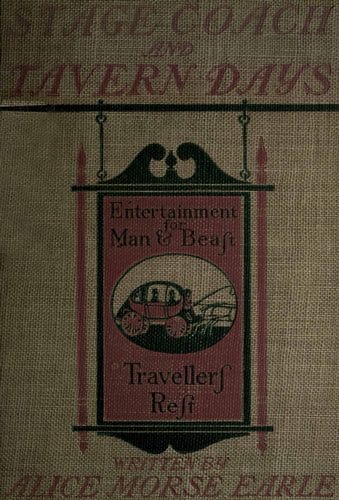 STAGE-COACH
AND
TAVERN DAYS
Entertainment
for
Man & Beaſt
Travellerſ
Reſt
WRITTEN BY
ALICE MORSE EARLE